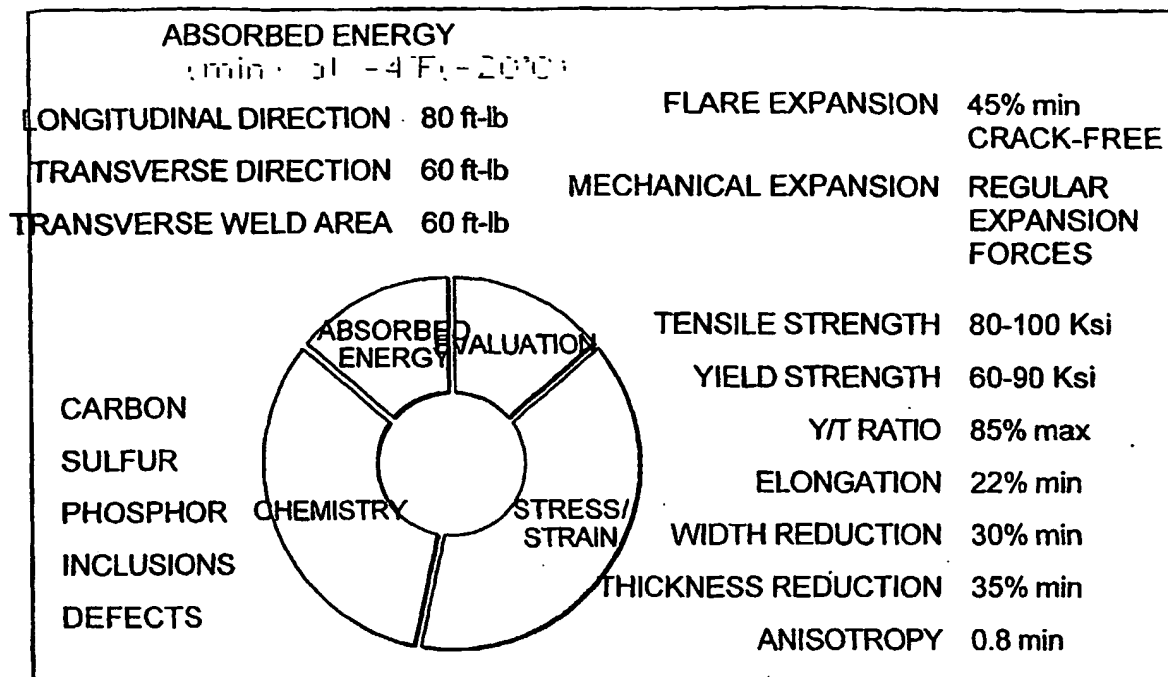 ABSORBED ENERGY
-4°F(-20°C)
LONGITUDINAL DIRECTION 80 ft-lb
TRANSVERSE DIRECTION 60 ft-lb
TRANSVERSE WELD AREA 60 ft-lb
FLARE EXPANSION 45% min
CRACK-FREE
MECHANICAL EXPANSION REGULAR
EXPANSION
FORCES
ABSORBED
ENERGY
EVALUATION
CHEMISTRY
STRESS/
STRAIN
CARBON
SULFUR
PHOSPHOR
INCLUSIONS
DEFECTS
TENSILE STRENGTH 80-100 Ksi
YIELD STRENGTH 60-90 Ksi
Y/T RATIO 85% max
ELONGATION 22% min
WIDTH REDUCTION 30% min
THICKNESS REDUCTION 35% min
ANISOTROPY 0.8 min